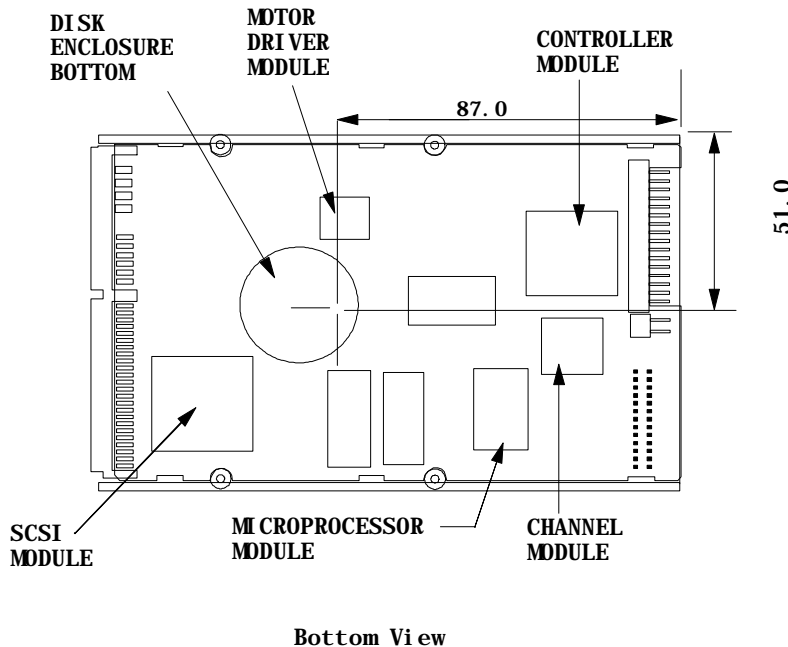 DISK
ENCLOSURE
BOTTOM
MOTOR
DRIVER
MODULE
CONTROLLER
MODULE
87.0
51.0
SCSI
MODULE
MICROPROCESSOR
MODULE
CHANNEL
MODULE
Bottom View